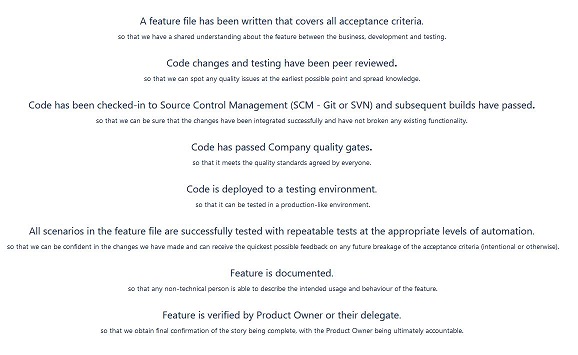 A feature file has been written that covers all acceptance criteria.
so that we have a shared understanding about the feature between the business, development and testing.
Code changes and testing have been peer reviewed.
so that we can spot any quality issues at the earliest possible point and spread knowledge.
Code has been checked-in to Source Control Management (SCM - Git or SVN) and subsequent builds have passed.
so that we can be sure that the changes have been integrated successfully and have not broken any existing functionality.
Code has passed Company quality gates.
so that it meets the quality standards agreed by everyone.
Code is deployed to a testing environment.
so that it can be tested in a production-like environment.
All scenarios in the feature file are successfully tested with repeatable tests at the appropriate levels of automation.
so that we can be confident in the changes we have made and can receive the quickest possible feedback on any future breakage of the acceptance criteria (intentional or otherwise).
Feature is documented.
so that any non-technical person is able to describe the intended usage and behaviour of the feature.
Feature is verified by Product Owner or their delegate.
so that we obtain final confirmation of the story being complete, with the Product Owner being ultimately accountable.